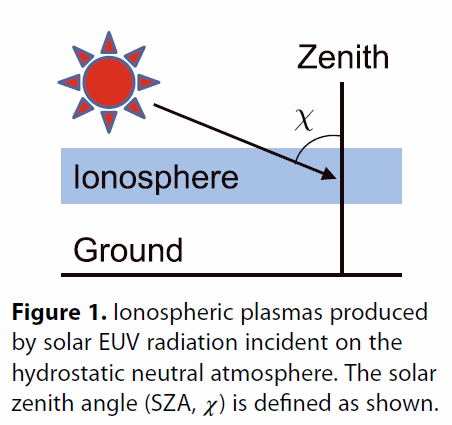 Zenith
χ
Ionosphere
Ground
Figure 1. Ionospheric plasmas produced
by solar EUV radiation incident on the
hydrostatic neutral atmosphere. The solar
zenith angle (SZA, χ) is defined as shown.